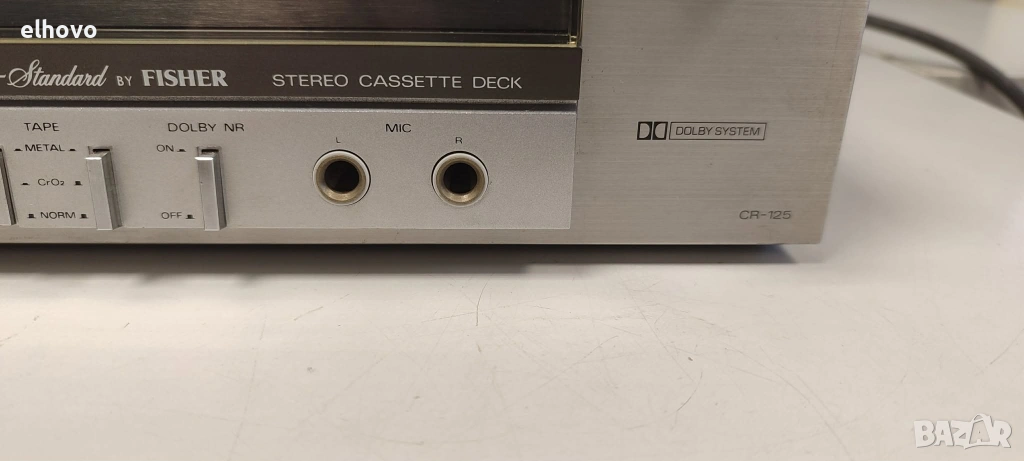 elhovo
-Standard BY FISHER STEREO CASSETTE DECK
TAPE DOLBY NR MIC
METAL ON L R
CrO2
NORM OFF
DOLBY SYSTEM
CR-125
BAZAR